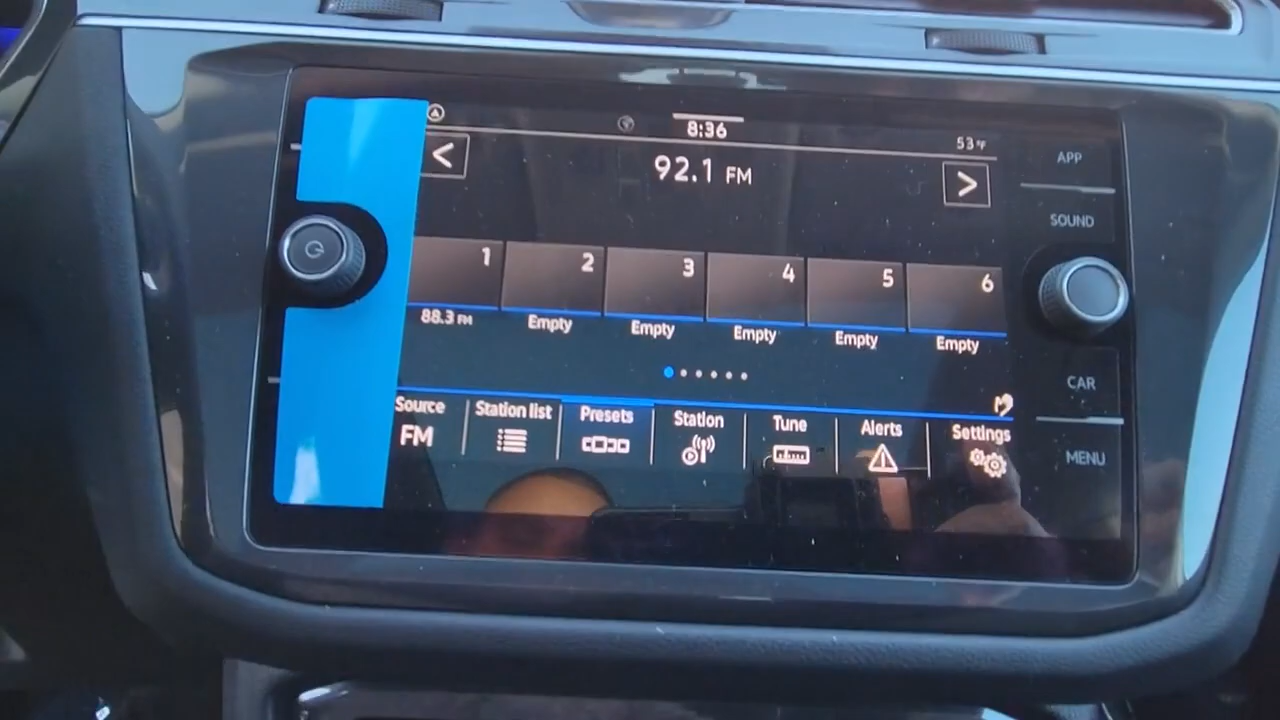 8:36
53°F
92.1 FM
<
>
APP
SOUND
1 2 3 4 5 6
88.3 FM Empty Empty Empty Empty Empty
Source Station list Presets Station Tune Alerts Settings
FM
CAR
MENU